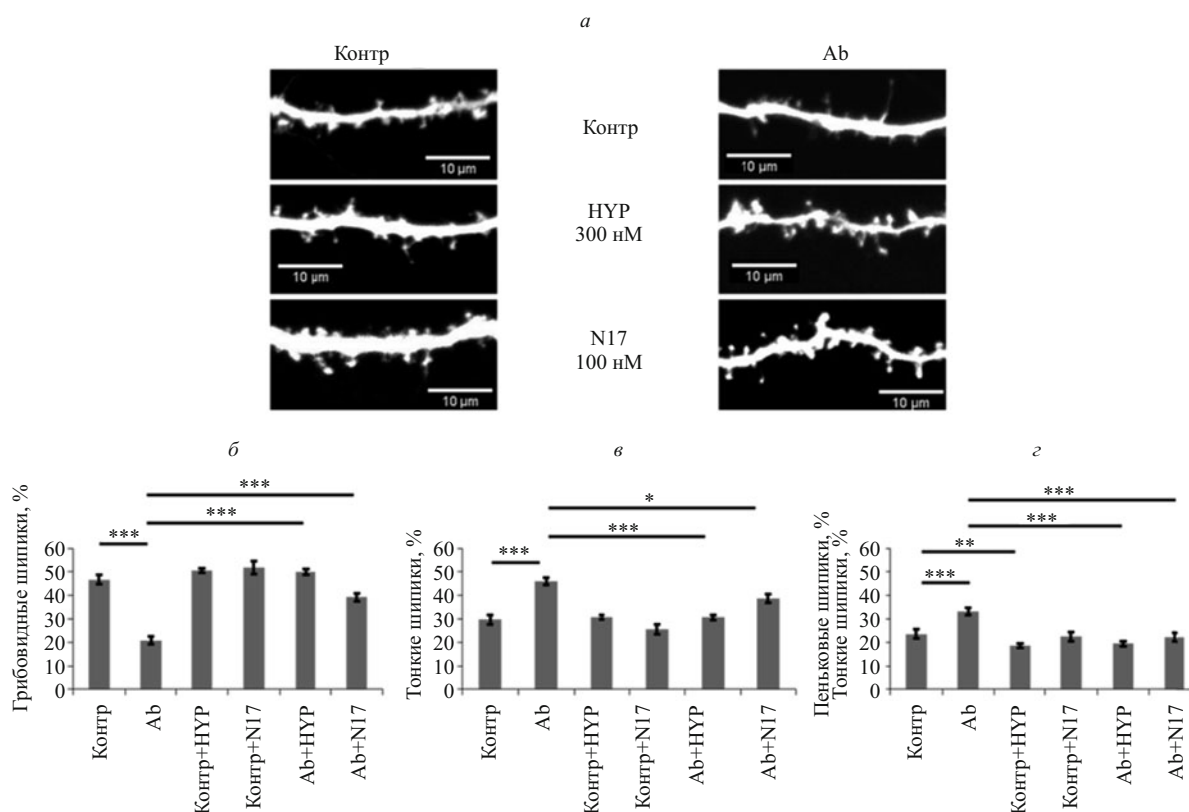 а
Контр
Ab
Контр
10 µm
10 µm
HYP
300 нМ
10 µm
10 µm
N17
100 нМ
10 µm
10 µm
б
в
г
***
***
***
Грибовидные шипики, %
60
50
40
30
20
10
0
Контр
Ab
Контр+HYP
Контр+N17
Ab+HYP
Ab+N17
*
***
***
Тонкие шипики, %
60
50
40
30
20
10
0
Контр
Ab
Контр+HYP
Контр+N17
Ab+HYP
Ab+N17
***
***
**
***
Пеньковые шипики, %
Тонкие шипики, %
60
50
40
30
20
10
0
Контр
Ab
Контр+HYP
Контр+N17
Ab+HYP
Ab+N17